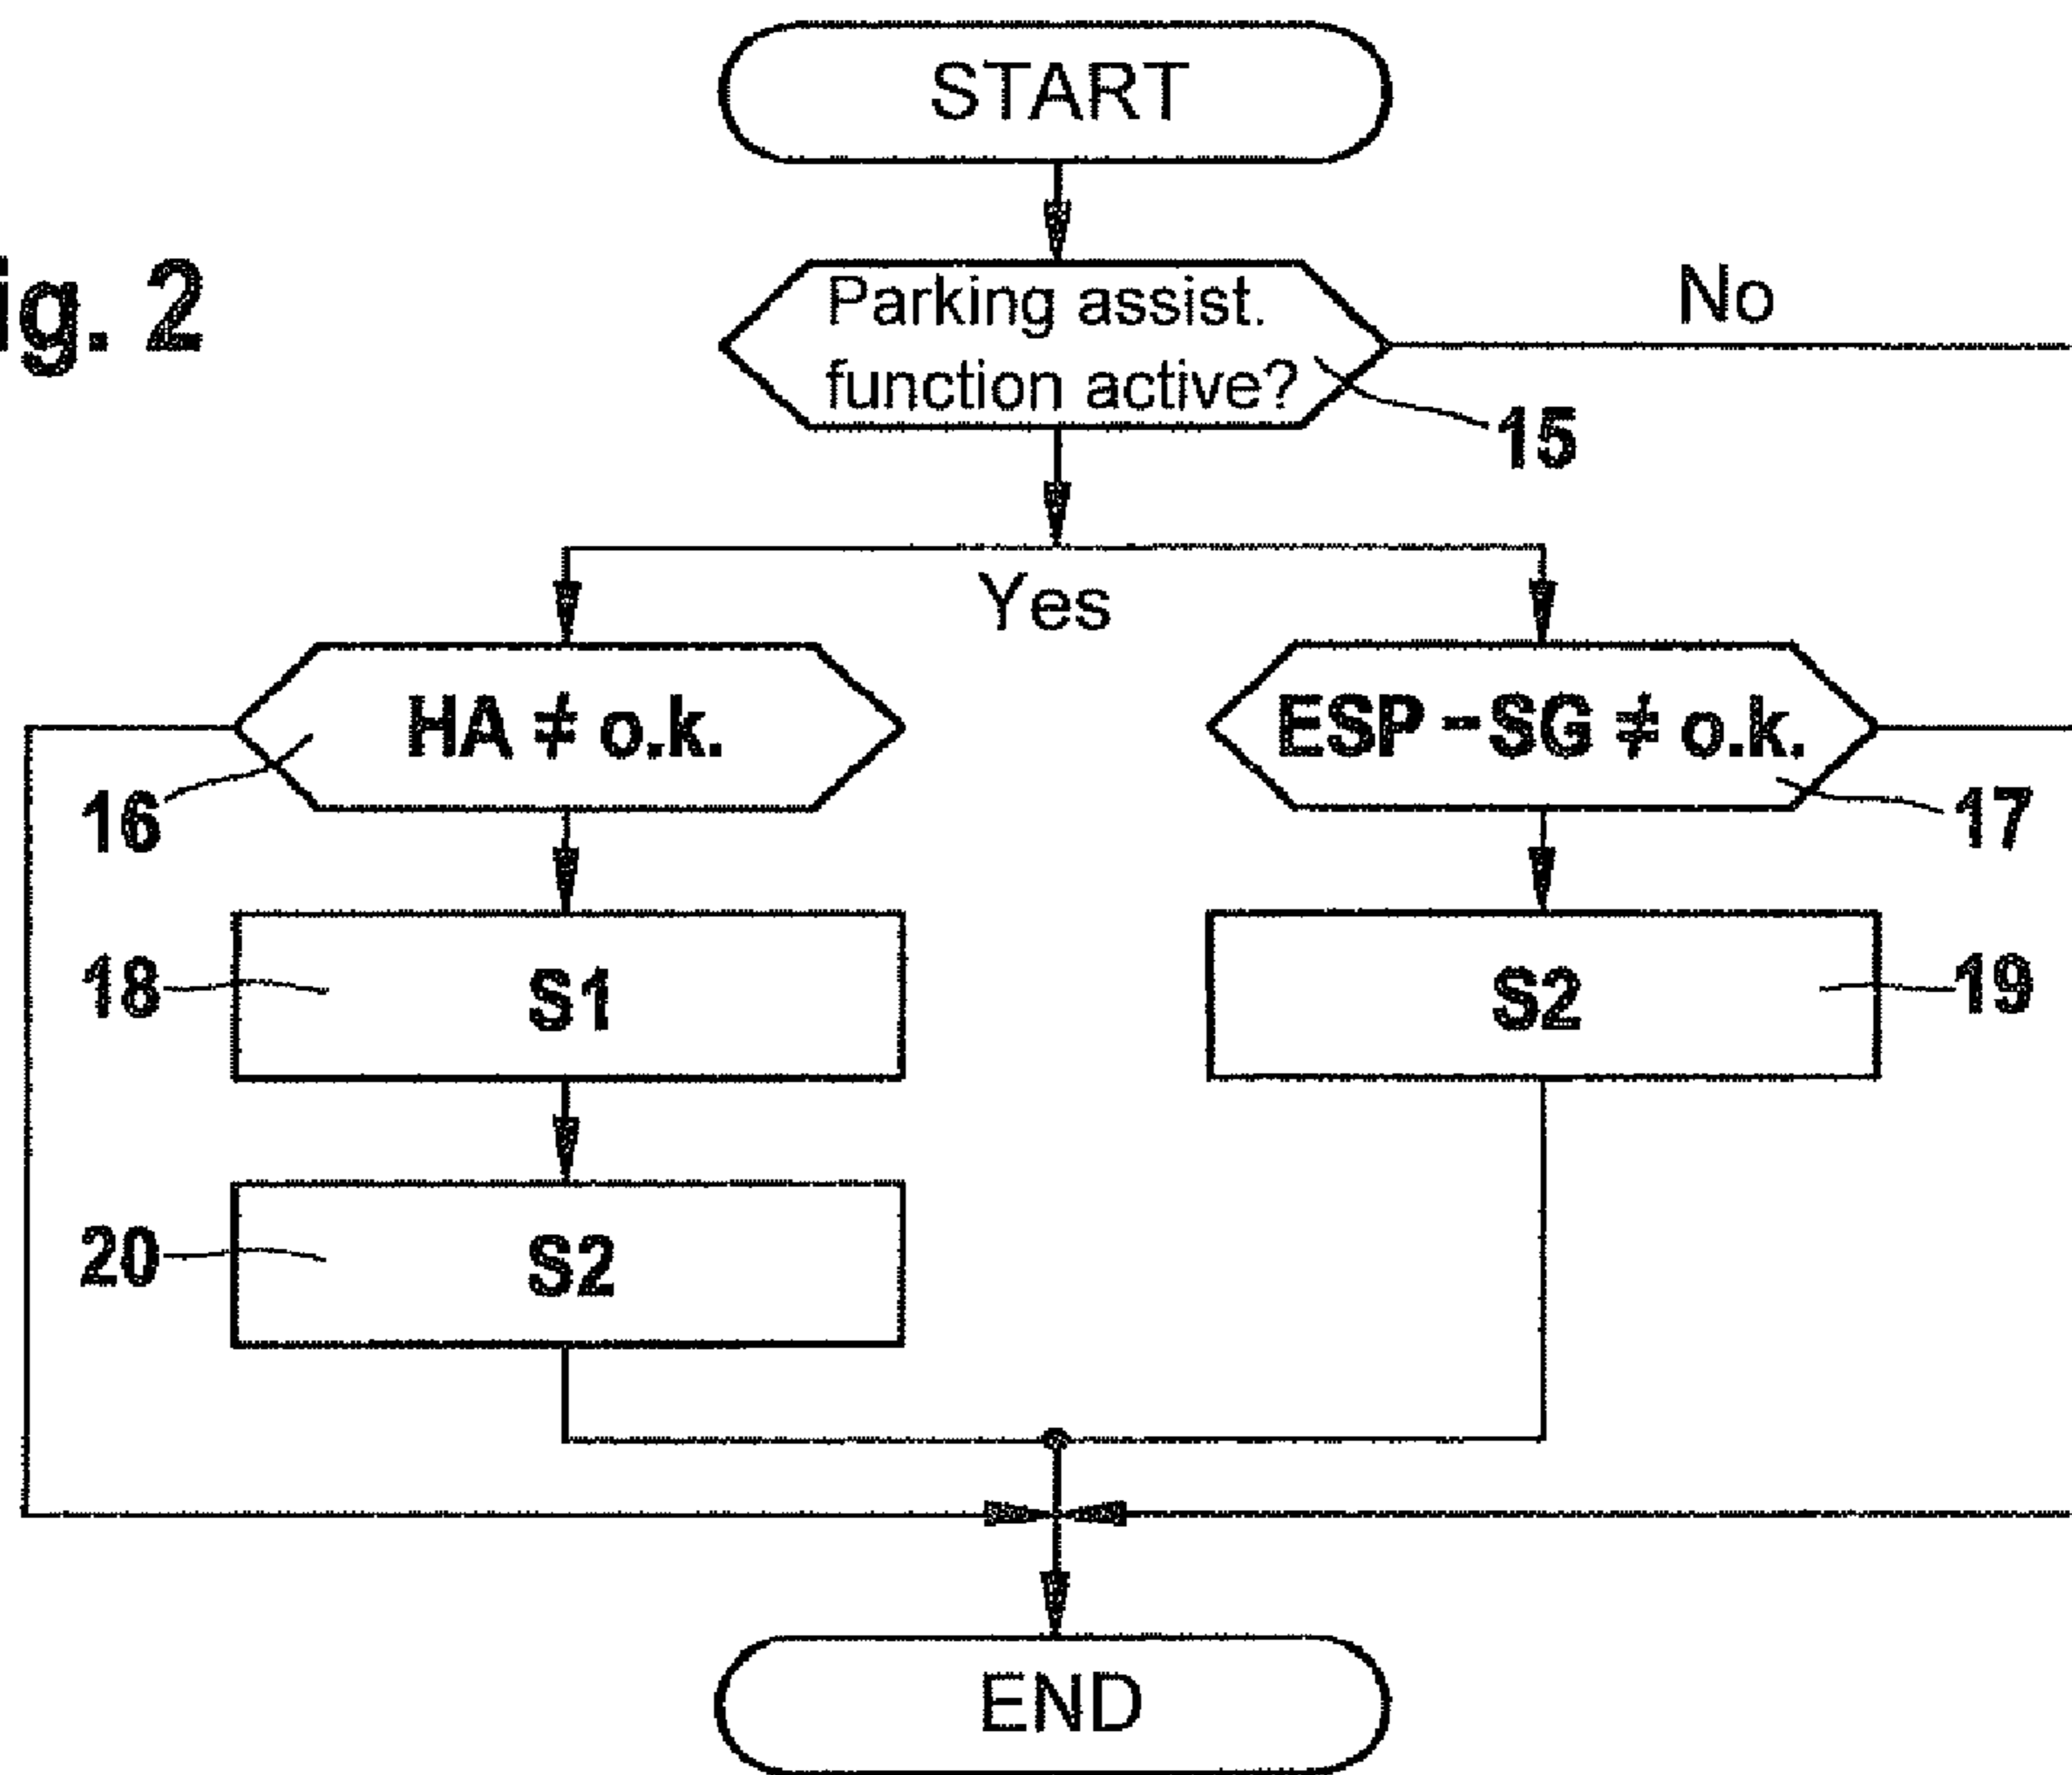 ig. 2
START
Parking assist.
function active?
No
15
Yes
HA ≠ o.k.
ESP--SG ≠ o.k.
16
17
18
S1
S2
19
20
S2
END